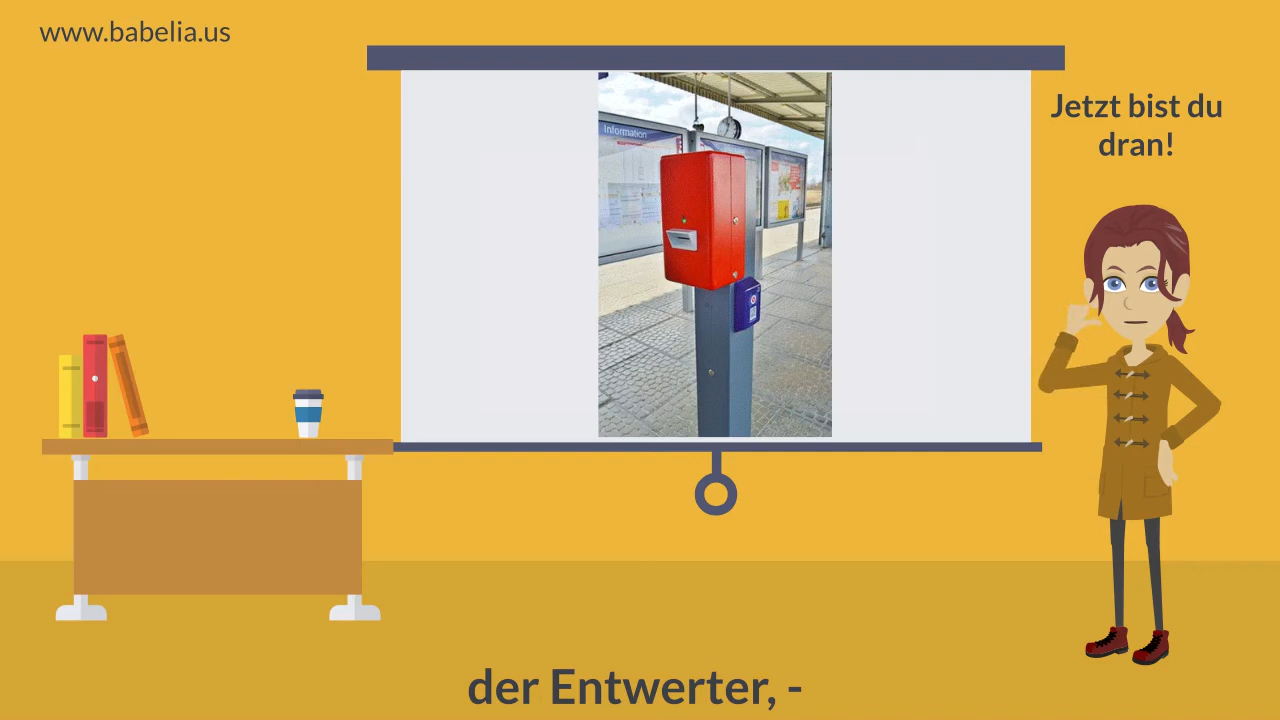 www.babelia.us
Jetzt bist du
dran!
Information
der Entwerter, -